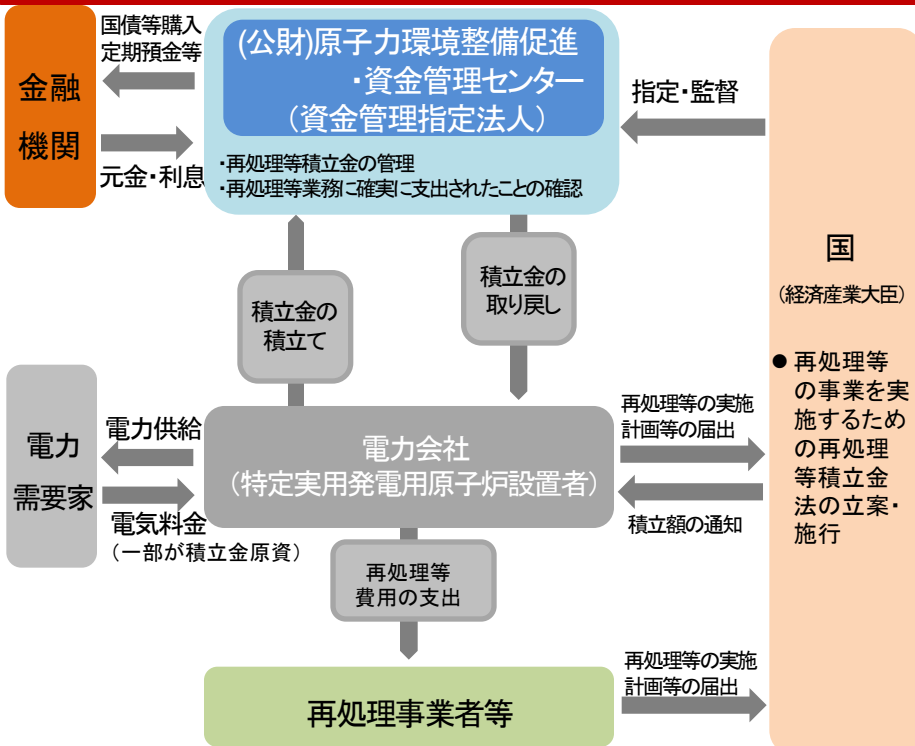 国債等購入
定期預金等
金融
機関
元金・利息
(公財)原子力環境整備促進
・資金管理センター
（資金管理指定法人）
・再処理等積立金の管理
・再処理等業務に確実に支出されたことの確認
指定・監督
国
（経済産業大臣）
● 再処理等
の事業を実
施するため
の再処理
等積立金
法の立案・
施行
積立金の
積立て
積立金の
取り戻し
電力
需要家
電力供給
電気料金
（一部が積立金原資）
電力会社
（特定実用発電用原子炉設置者）
再処理等の実施
計画等の届出
積立額の通知
再処理等
費用の支出
再処理事業者等
再処理等の実施
計画等の届出